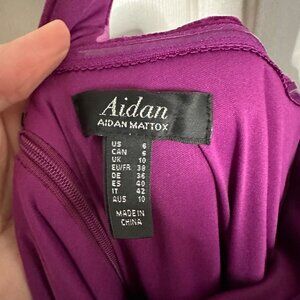 Aidan
AIDAN MATTOX
US 6
CAN 6
UK 10
EU/FR 38
DE 36
ES 40
IT 42
AUS 10
MADE IN
CHINA